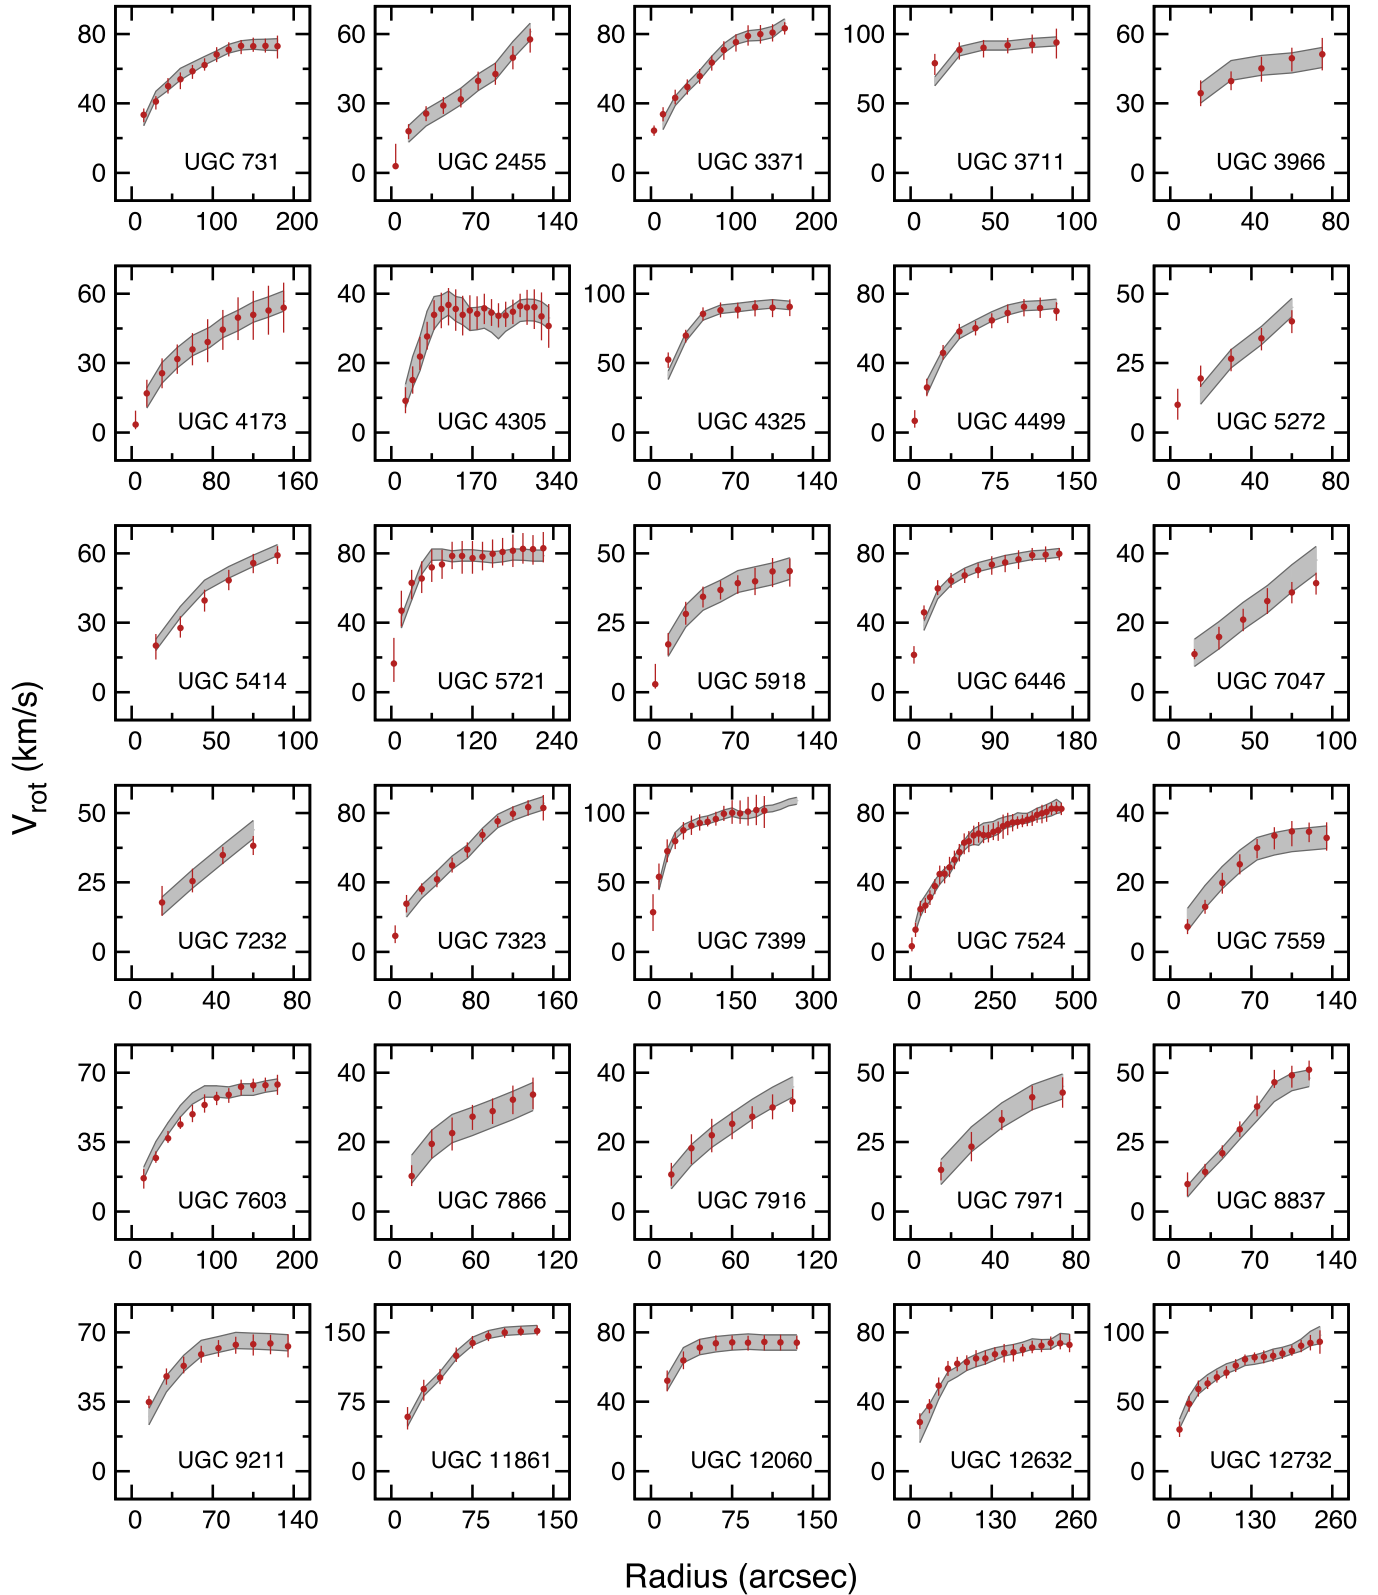 80
40
0
UGC 731
0 100 200
60
30
0
UGC 2455
0 70 140
80
40
0
UGC 3371
0 100 200
100
50
0
UGC 3711
0 50 100
60
30
0
UGC 3966
0 40 80
60
30
0
UGC 4173
0 80 160
40
20
0
UGC 4305
0 170 340
100
50
0
UGC 4325
0 70 140
80
40
0
UGC 4499
0 75 150
50
25
0
UGC 5272
0 40 80
60
30
0
UGC 5414
0 50 100
80
40
0
UGC 5721
0 120 240
50
25
0
UGC 5918
0 70 140
80
40
0
UGC 6446
0 90 180
40
20
0
UGC 7047
0 50 100
Vrot (km/s)
50
25
0
UGC 7232
0 40 80
80
40
0
UGC 7323
0 80 160
100
50
0
UGC 7399
0 150 300
80
40
0
UGC 7524
0 250 500
40
20
0
UGC 7559
0 70 140
70
35
0
UGC 7603
0 100 200
40
20
0
UGC 7866
0 73 130
40
20
0
UGC 7916
0 60 120
50
25
0
UGC 7971
0 40 80
50
25
0
UGC 8837
0 70 140
70
35
0
UGC 9211
0 70 140
150
75
0
UGC 11861
0 75 150
80
40
0
UGC 12060
0 75 150
80
40
0
UGC 12632
0 130 260
100
50
0
UGC 12732
0 130 260
Radius (arcsec)